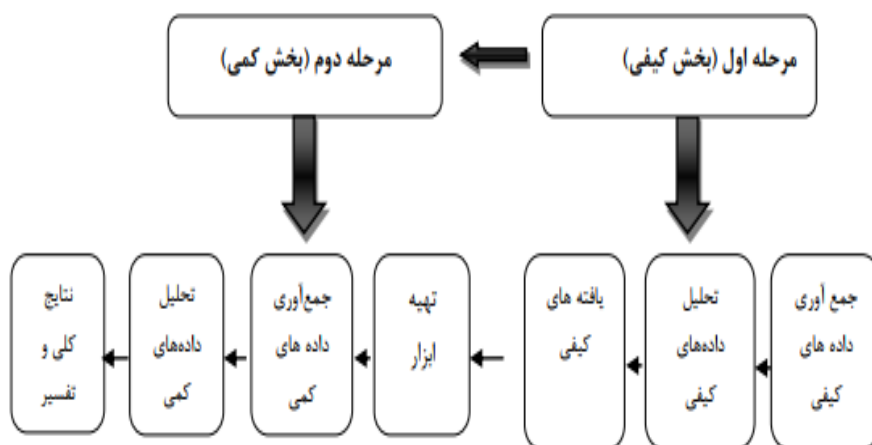 مرحله اول (بخش کیفی)
مرحله دوم (بخش کمی)
جمع آوری
داده های
کیفی
تحلیل
داده‌های
کیفی
یافته های
کیفی
تهیه
ابزار
جمع‌آوری
داده های
کمی
تحلیل
داده‌های
کمی
نتایج
کلی و
تفسیر